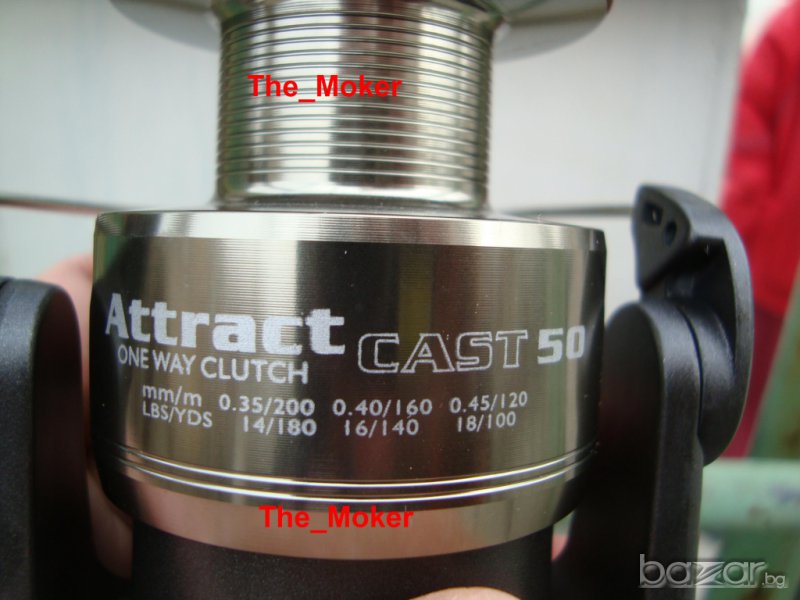 The_Moker
Attract CAST 50
ONE WAY CLUTCH
mm/m 0.35/200 0.40/160 0.45/120
LBS/YDS 14/180 16/140 18/100
The_Moker
bazar.bg